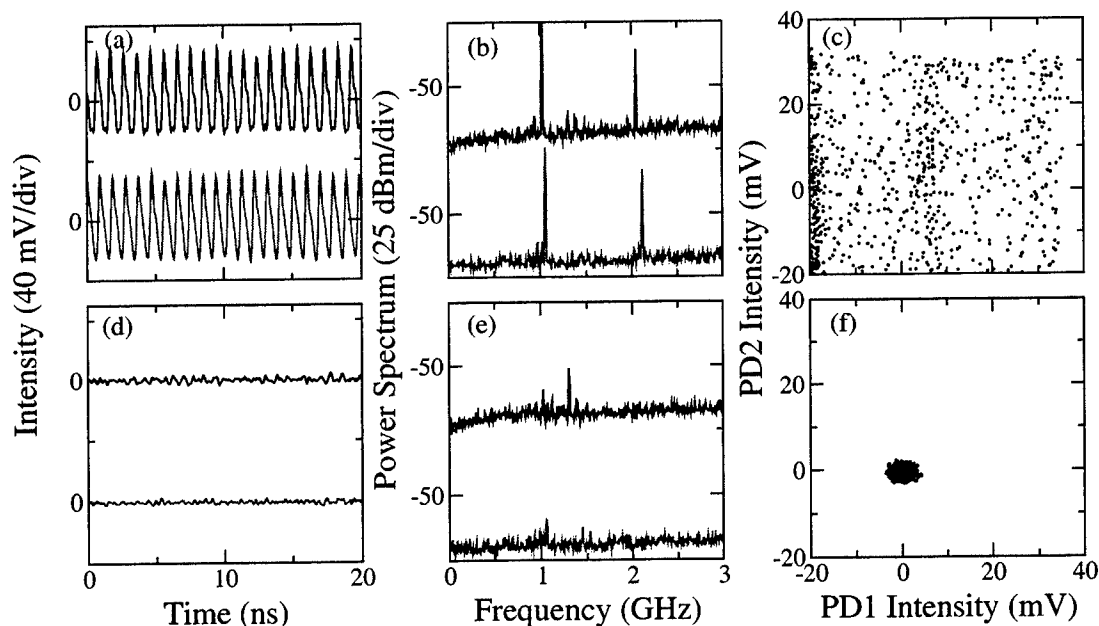 (a)
0
0
Intensity (40 mV/div)
(d)
0
0
0
10
20
Time (ns)
(b)
-50
-50
Power Spectrum (25 dBm/div)
(e)
-50
-50
0
1
2
3
Frequency (GHz)
(c)
40
20
0
-20
PD2 Intensity (mV)
(f)
40
20
0
-20
-20
0
20
40
PD1 Intensity (mV)